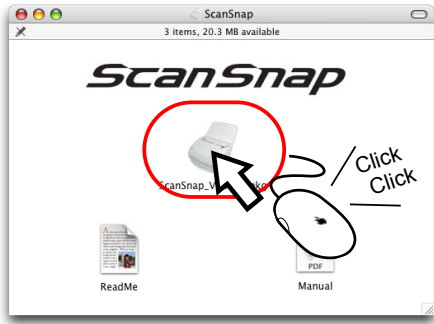 ScanSnap
3 items, 20.3 MB available
ScanSnap
Click
Click
ReadMe
PDF
Manual